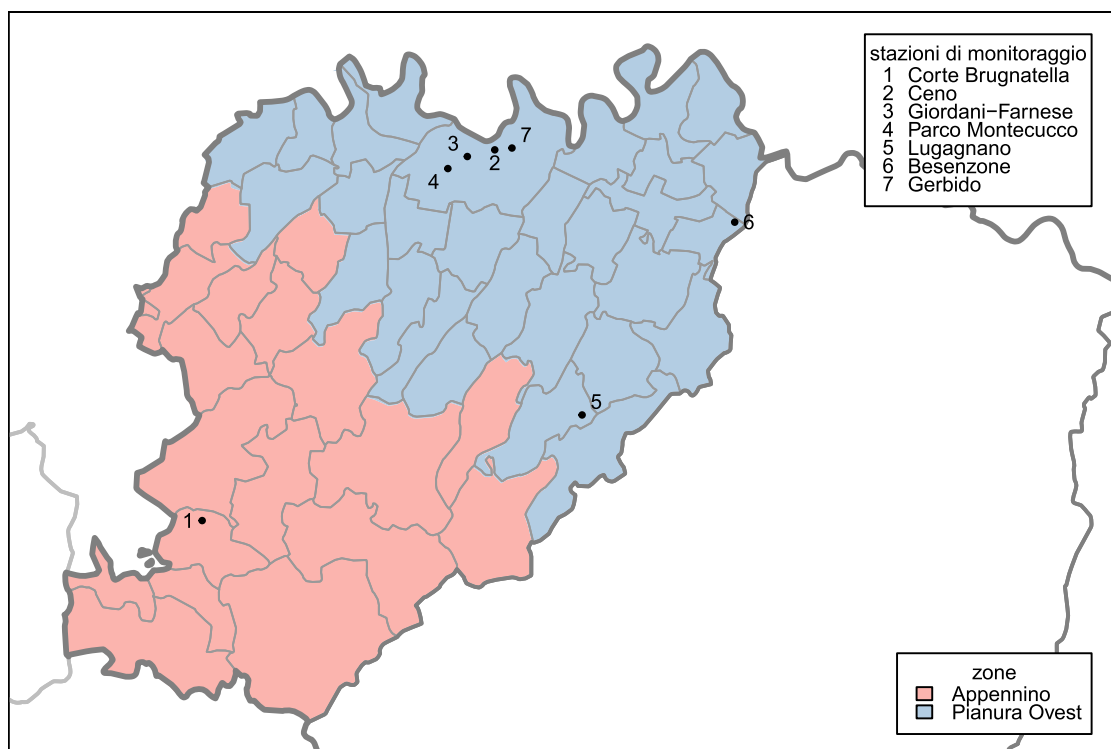 stazioni di monitoraggio
1 Corte Brugnatella
2 Ceno
3 Giordani−Farnese
4 Parco Montecucco
5 Lugagnano
6 Besenzone
7 Gerbido
3
2
7
4
6
5
1
zone
Appennino
Pianura Ovest